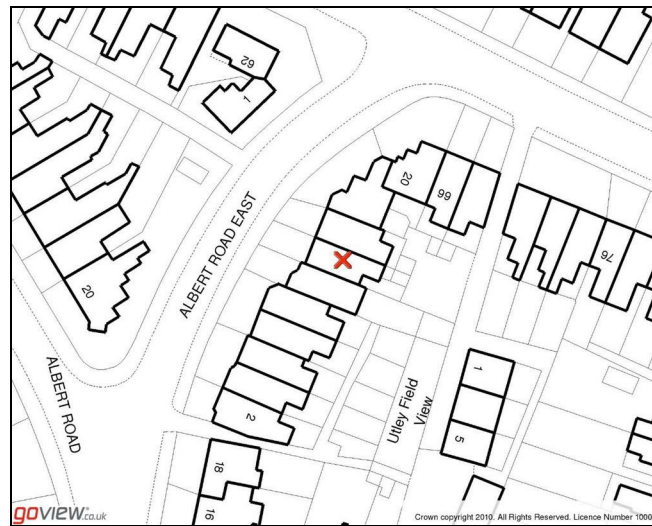 62
1
20
66
76
ALBERT ROAD EAST
20
ALBERT ROAD
2
1
5
Utley Field
View
18
16
goview.co.uk
Crown copyright 2010. All Rights Reserved. Licence Number 1000